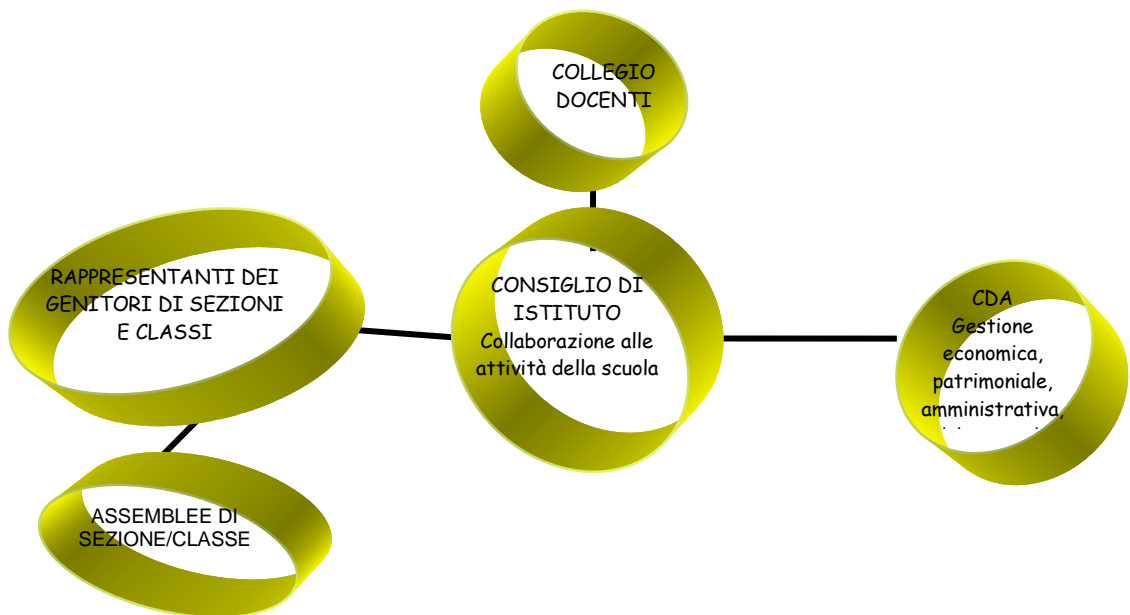 COLLEGIO
DOCENTI
RAPPRESENTANTI DEI
GENITORI DI SEZIONI
E CLASSI
CONSIGLIO DI
ISTITUTO
Collaborazione alle
attività della scuola
CDA
Gestione
economica,
patrimoniale,
amministrativa,
ASSEMBLEE DI
SEZIONE/CLASSE